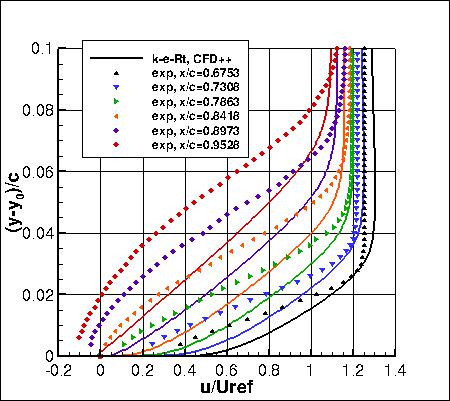 k-e-Rt, CFD++
exp, x/c=0.6753
exp, x/c=0.7308
exp, x/c=0.7863
exp, x/c=0.8418
exp, x/c=0.8973
exp, x/c=0.9528
0.1
0.08
0.06
0.04
0.02
0
(y-y0)/c
-0.2 0 0.2 0.4 0.6 0.8 1 1.2 1.4
u/Uref